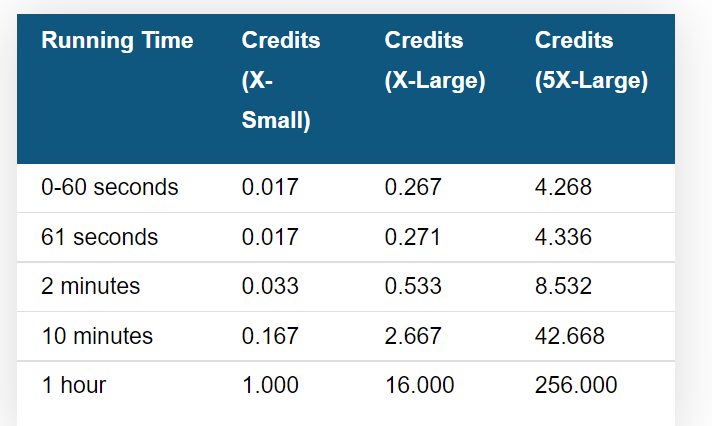 Running Time Credits (X-Small) Credits (X-Large) Credits (5X-Large)
0-60 seconds 0.017 0.267 4.268
61 seconds 0.017 0.271 4.336
2 minutes 0.033 0.533 8.532
10 minutes 0.167 2.667 42.668
1 hour 1.000 16.000 256.000